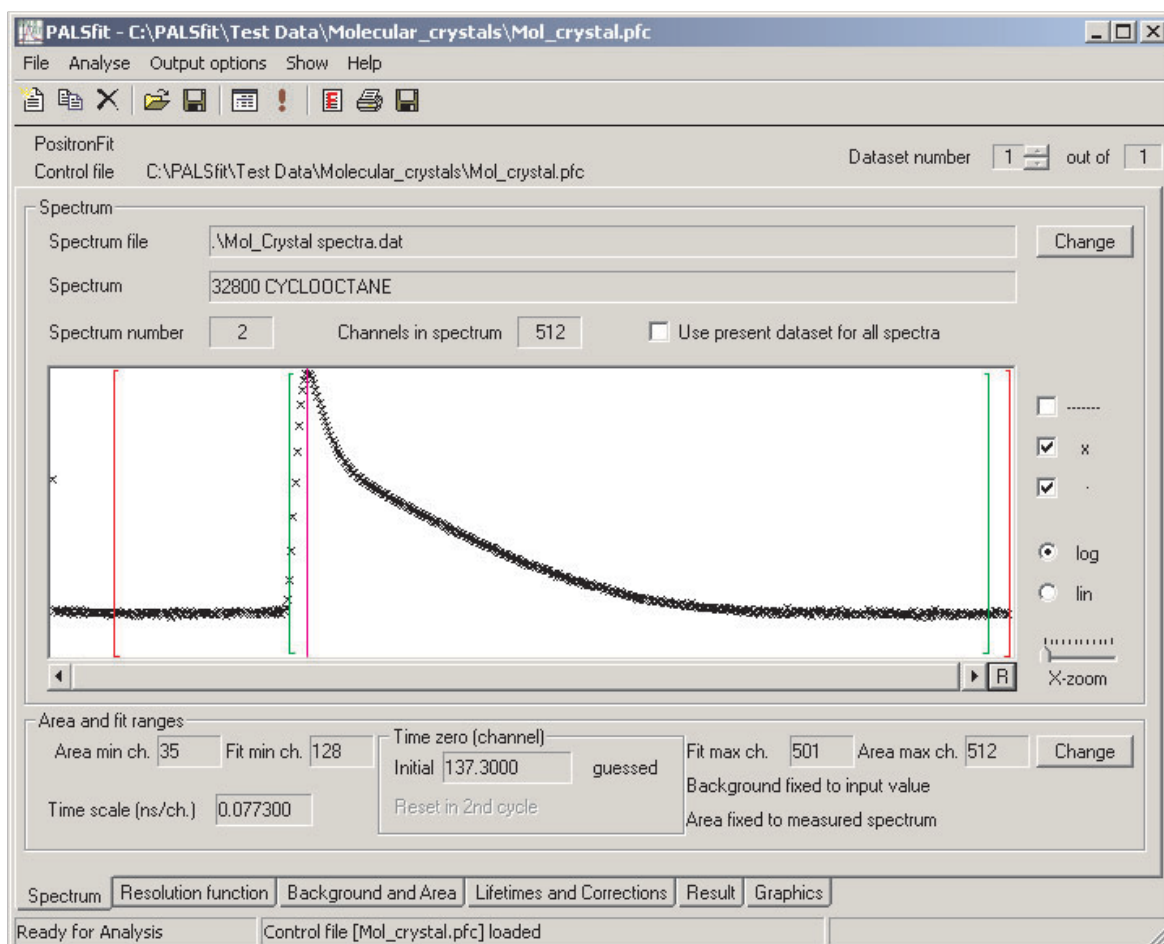 PALSfit - C:\PALSfit\Test Data\Molecular_crystals\Mol_crystal.pfc
File Analyse Output options Show Help
PositronFit
Control file C:\PALSfit\Test Data\Molecular_crystals\Mol_crystal.pfc
Dataset number 1 out of 1
Spectrum
Spectrum file .\Mol_Crystal spectra.dat Change
Spectrum 32800 CYCLOOCTANE
Spectrum number 2 Channels in spectrum 512 Use present dataset for all spectra
-------
x
.
log
lin
R
X-zoom
Area and fit ranges
Area min ch. 35 Fit min ch. 128
Time zero (channel)
Initial 137.3000 guessed
Reset in 2nd cycle
Fit max ch. 501 Area max ch. 512 Change
Background fixed to input value
Area fixed to measured spectrum
Time scale (ns/ch.) 0.077300
Spectrum Resolution function Background and Area Lifetimes and Corrections Result Graphics
Ready for Analysis Control file [Mol_crystal.pfc] loaded